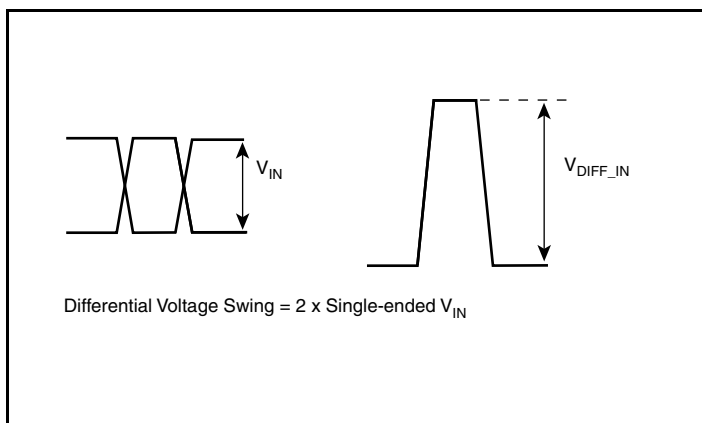 V_IN
V_DIFF_IN
Differential Voltage Swing = 2 x Single-ended V_IN